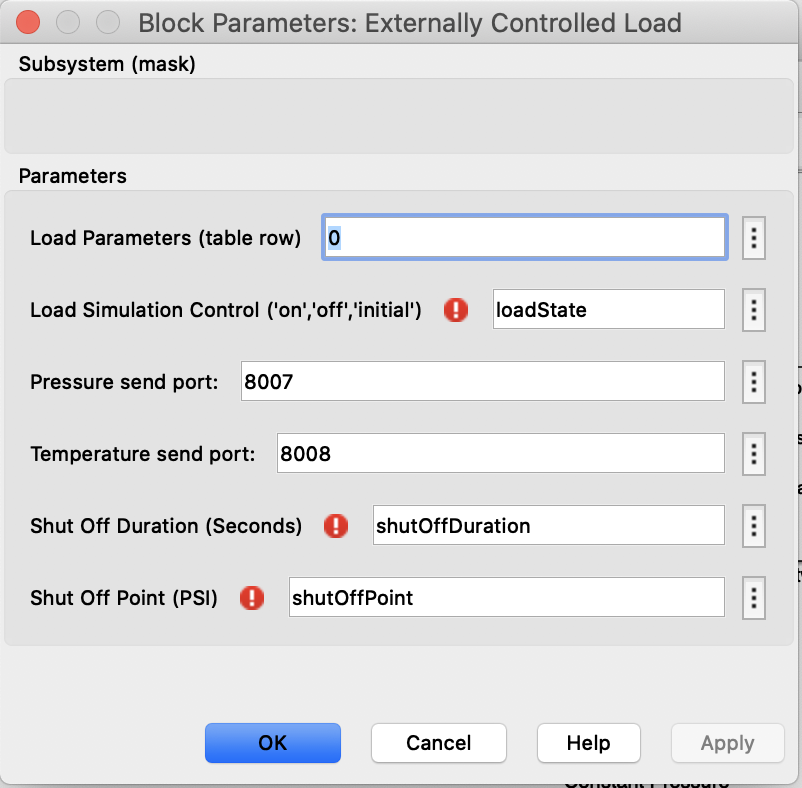 Block Parameters: Externally Controlled Load
Subsystem (mask)
Parameters
Load Parameters (table row) 0
Load Simulation Control ('on','off','initial') loadState
Pressure send port: 8007
Temperature send port: 8008
Shut Off Duration (Seconds) shutOffDuration
Shut Off Point (PSI) shutOffPoint
OK Cancel Help Apply
Constant Pressure